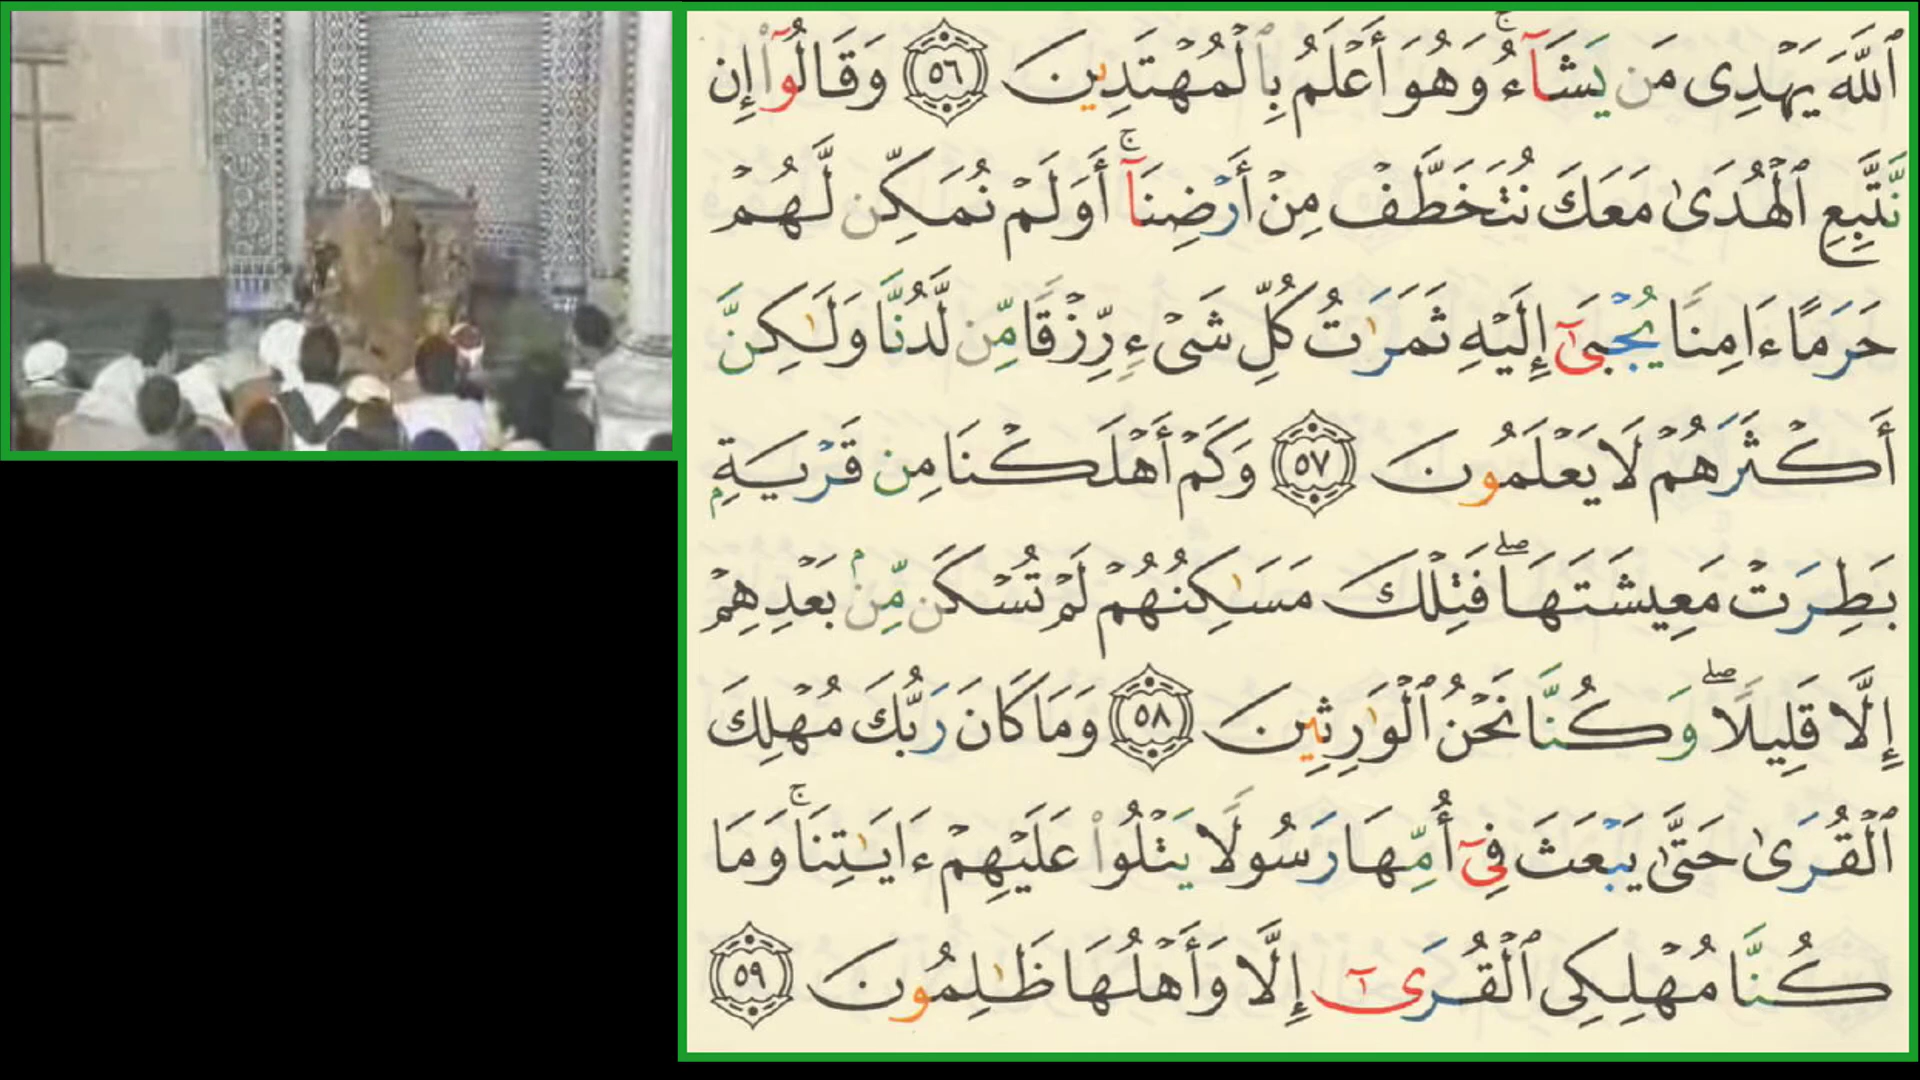 ٱللَّهَ يَهْدِى مَن يَشَآءُ ۚ وَهُوَ أَعْلَمُ بِٱلْمُهْتَدِينَ ٥٦ وَقَالُوٓا۟ إِن
نَّتَّبِعِ ٱلْهُدَىٰ مَعَكَ نُتَخَطَّفْ مِنْ أَرْضِنَآ ۚ أَوَلَمْ نُمَكِّن لَّهُمْ
حَرَمًا ءَامِنًا يُجْبَىٰٓ إِلَيْهِ ثَمَرَٰتُ كُلِّ شَىْءٍ رِّزْقًا مِّن لَّدُنَّا وَلَـٰكِنَّ
أَكْثَرَهُمْ لَا يَعْلَمُونَ ٥٧ وَكَمْ أَهْلَكْنَا مِن قَرْيَةٍۭ
بَطِرَتْ مَعِيشَتَهَا ۖ فَتِلْكَ مَسَـٰكِنُهُمْ لَمْ تُسْكَن مِّنۢ بَعْدِهِمْ
إِلَّا قَلِيلًا ۖ وَكُنَّا نَحْنُ ٱلْوَٰرِثِينَ ٥٨ وَمَا كَانَ رَبُّكَ مُهْلِكَ
ٱلْقُرَىٰ حَتَّىٰ يَبْعَثَ فِىٓ أُمِّهَا رَسُولًا يَتْلُوا۟ عَلَيْهِمْ ءَايَـٰتِنَا ۚ وَمَا
كُنَّا مُهْلِكِى ٱلْقُرَىٰٓ إِلَّا وَأَهْلُهَا ظَـٰلِمُونَ ٥٩